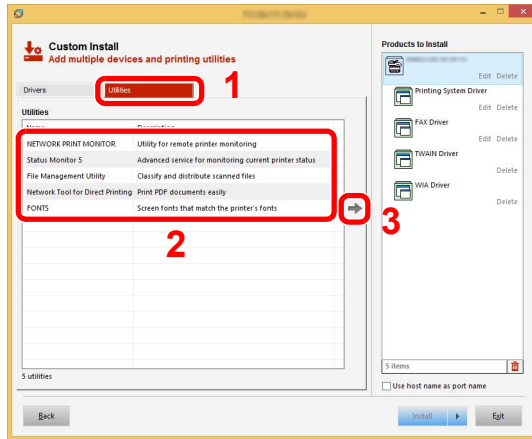 Custom Install
Add multiple devices and printing utilities
1
Drivers
Utilities
Utilities
Name Description
NETWORK PRINT MONITOR Utility for remote printer monitoring
Status Monitor 5 Advanced service for monitoring current printer status
File Management Utility Classify and distribute scanned files
Network Tool for Direct Printing Print PDF documents easily
FONTS Screen fonts that match the printer's fonts
2
3
5 utilities
Products to Install
Edit Delete
Printing System Driver
Edit Delete
FAX Driver
Edit Delete
TWAIN Driver
Delete
WIA Driver
Delete
5 items
Use host name as port name
Back
Install
Exit